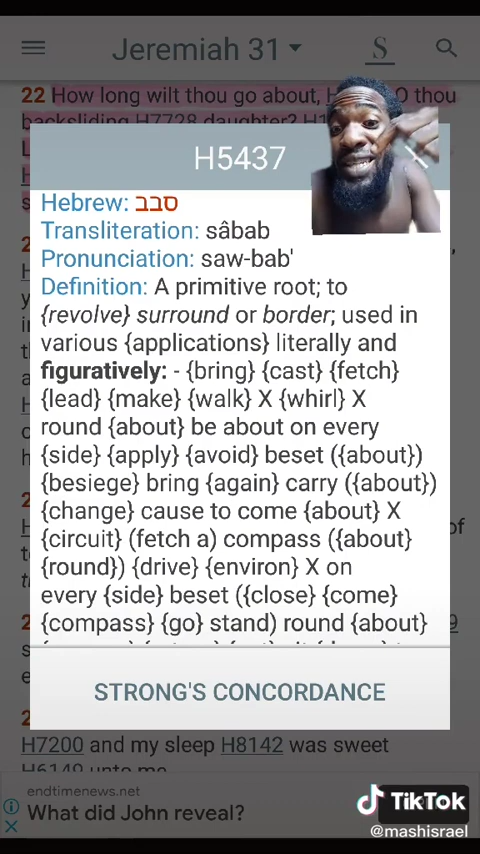 Jeremiah 31
S
22 How long wilt thou go about, O thou
backsliding H7728 daughter?
H5437
Hebrew: סבב
Transliteration: sâbab
Pronunciation: saw-bab'
Definition: A primitive root; to
{revolve} surround or border; used in
various {applications} literally and
figuratively: - {bring} {cast} {fetch}
{lead} {make} {walk} X {whirl} X
round {about} be about on every
{side} {apply} {avoid} beset ({about})
{besiege} bring {again} carry ({about})
{change} cause to come {about} X
{circuit} (fetch a) compass ({about}
{round}) {drive} {environ} X on
every {side} beset ({close} {come}
{compass} {go} stand) round {about}
STRONG'S CONCORDANCE
H7200 and my sleep H8142 was sweet
H6149 unto me
endtimenews.net
What did John reveal?
TikTok
@mashisrael